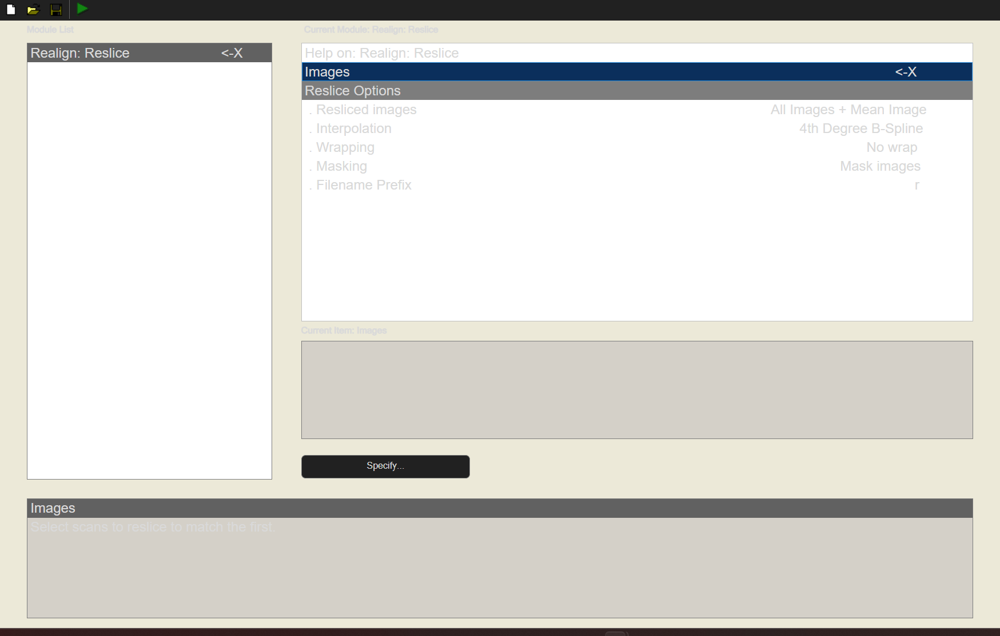 Module List
Current Module: Realign: Reslice
Realign: Reslice <-X
Help on: Realign: Reslice
Images <-X
Reslice Options
. Resliced images All Images + Mean Image
. Interpolation 4th Degree B-Spline
. Wrapping No wrap
. Masking Mask images
. Filename Prefix r
Current Item: Images
Specify...
Images
Select scans to reslice to match the first.